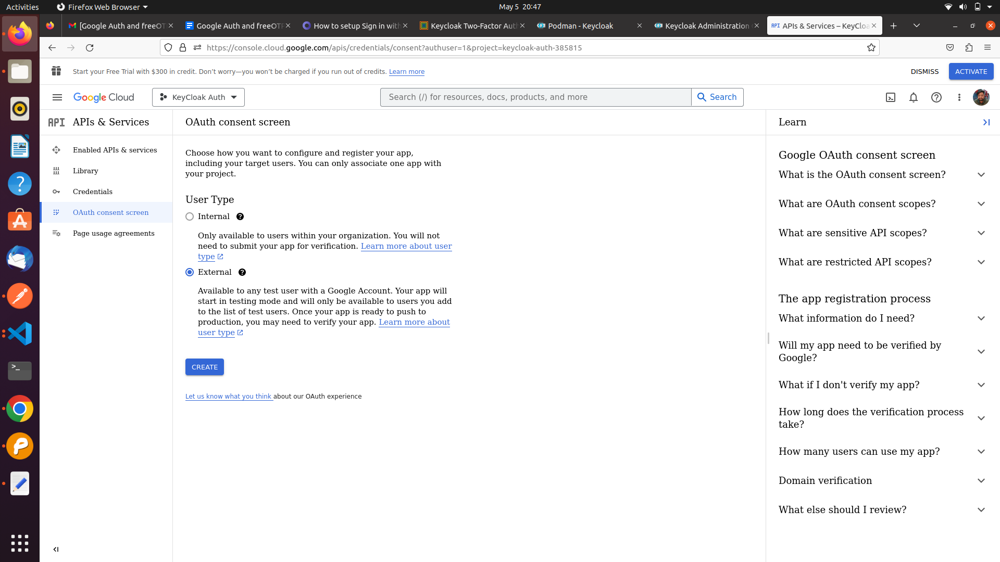 Activities
Firefox Web Browser
May 5 20:47
[Google Auth and freeOT
Google Auth and freeOTP
How to setup Sign in with
Keycloak Two-Factor Auth
Podman - Keycloak
Keycloak Administration
APIs & Services – KeyCloa
https://console.cloud.google.com/apis/credentials/consent?authuser=1&project=keycloak-auth-385815
Start your Free Trial with $300 in credit. Don't worry—you won't be charged if you run out of credits. Learn more
DISMISS
ACTIVATE
Google Cloud
KeyCloak Auth
Search (/) for resources, docs, products, and more
Search
API APIs & Services
Enabled APIs & services
Library
Credentials
OAuth consent screen
Page usage agreements
OAuth consent screen
Choose how you want to configure and register your app,
including your target users. You can only associate one app with
your project.
User Type
Internal
Only available to users within your organization. You will not
need to submit your app for verification. Learn more about user
type
External
Available to any test user with a Google Account. Your app will
start in testing mode and will only be available to users you add
to the list of test users. Once your app is ready to push to
production, you may need to verify your app. Learn more about
user type
CREATE
Let us know what you think about our OAuth experience
Learn
Google OAuth consent screen
What is the OAuth consent screen?
What are OAuth consent scopes?
What are sensitive API scopes?
What are restricted API scopes?
The app registration process
What information do I need?
Will my app need to be verified by
Google?
What if I don't verify my app?
How long does the verification process
take?
How many users can use my app?
Domain verification
What else should I review?